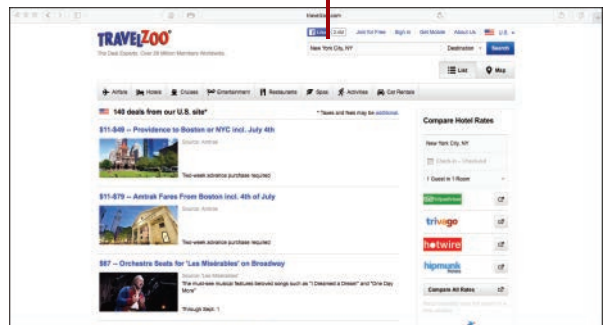 travelzoo.com
TRAVELZOO®
The Deal Experts. Over 28 Million Members Worldwide.
Like
Join for Free Sign In Get Mobile About Us U.S.
New York City, NY Destination Search
List Map
Airfare Hotels Cruises Entertainment Restaurants Spas Activities Car Rentals
140 deals from our U.S. site*
*Taxes and fees may be additional.
$11-$49 -- Providence to Boston or NYC incl. July 4th
Source: Amtrak
Two-week advance purchase required
$11-$79 -- Amtrak Fares From Boston incl. 4th of July
Source: Amtrak
Two-week advance purchase required
$67 -- Orchestra Seats for 'Les Misérables' on Broadway
Source: 'Les Misérables'
The must-see musical features beloved songs such as "I Dreamed a Dream" and "One Day
More"
Through Sept. 1
Compare Hotel Rates
New York City, NY
Check-in - Checkout
1 Guest in 1 Room
trivago
hotwire
hipmunk
Compare All Rates